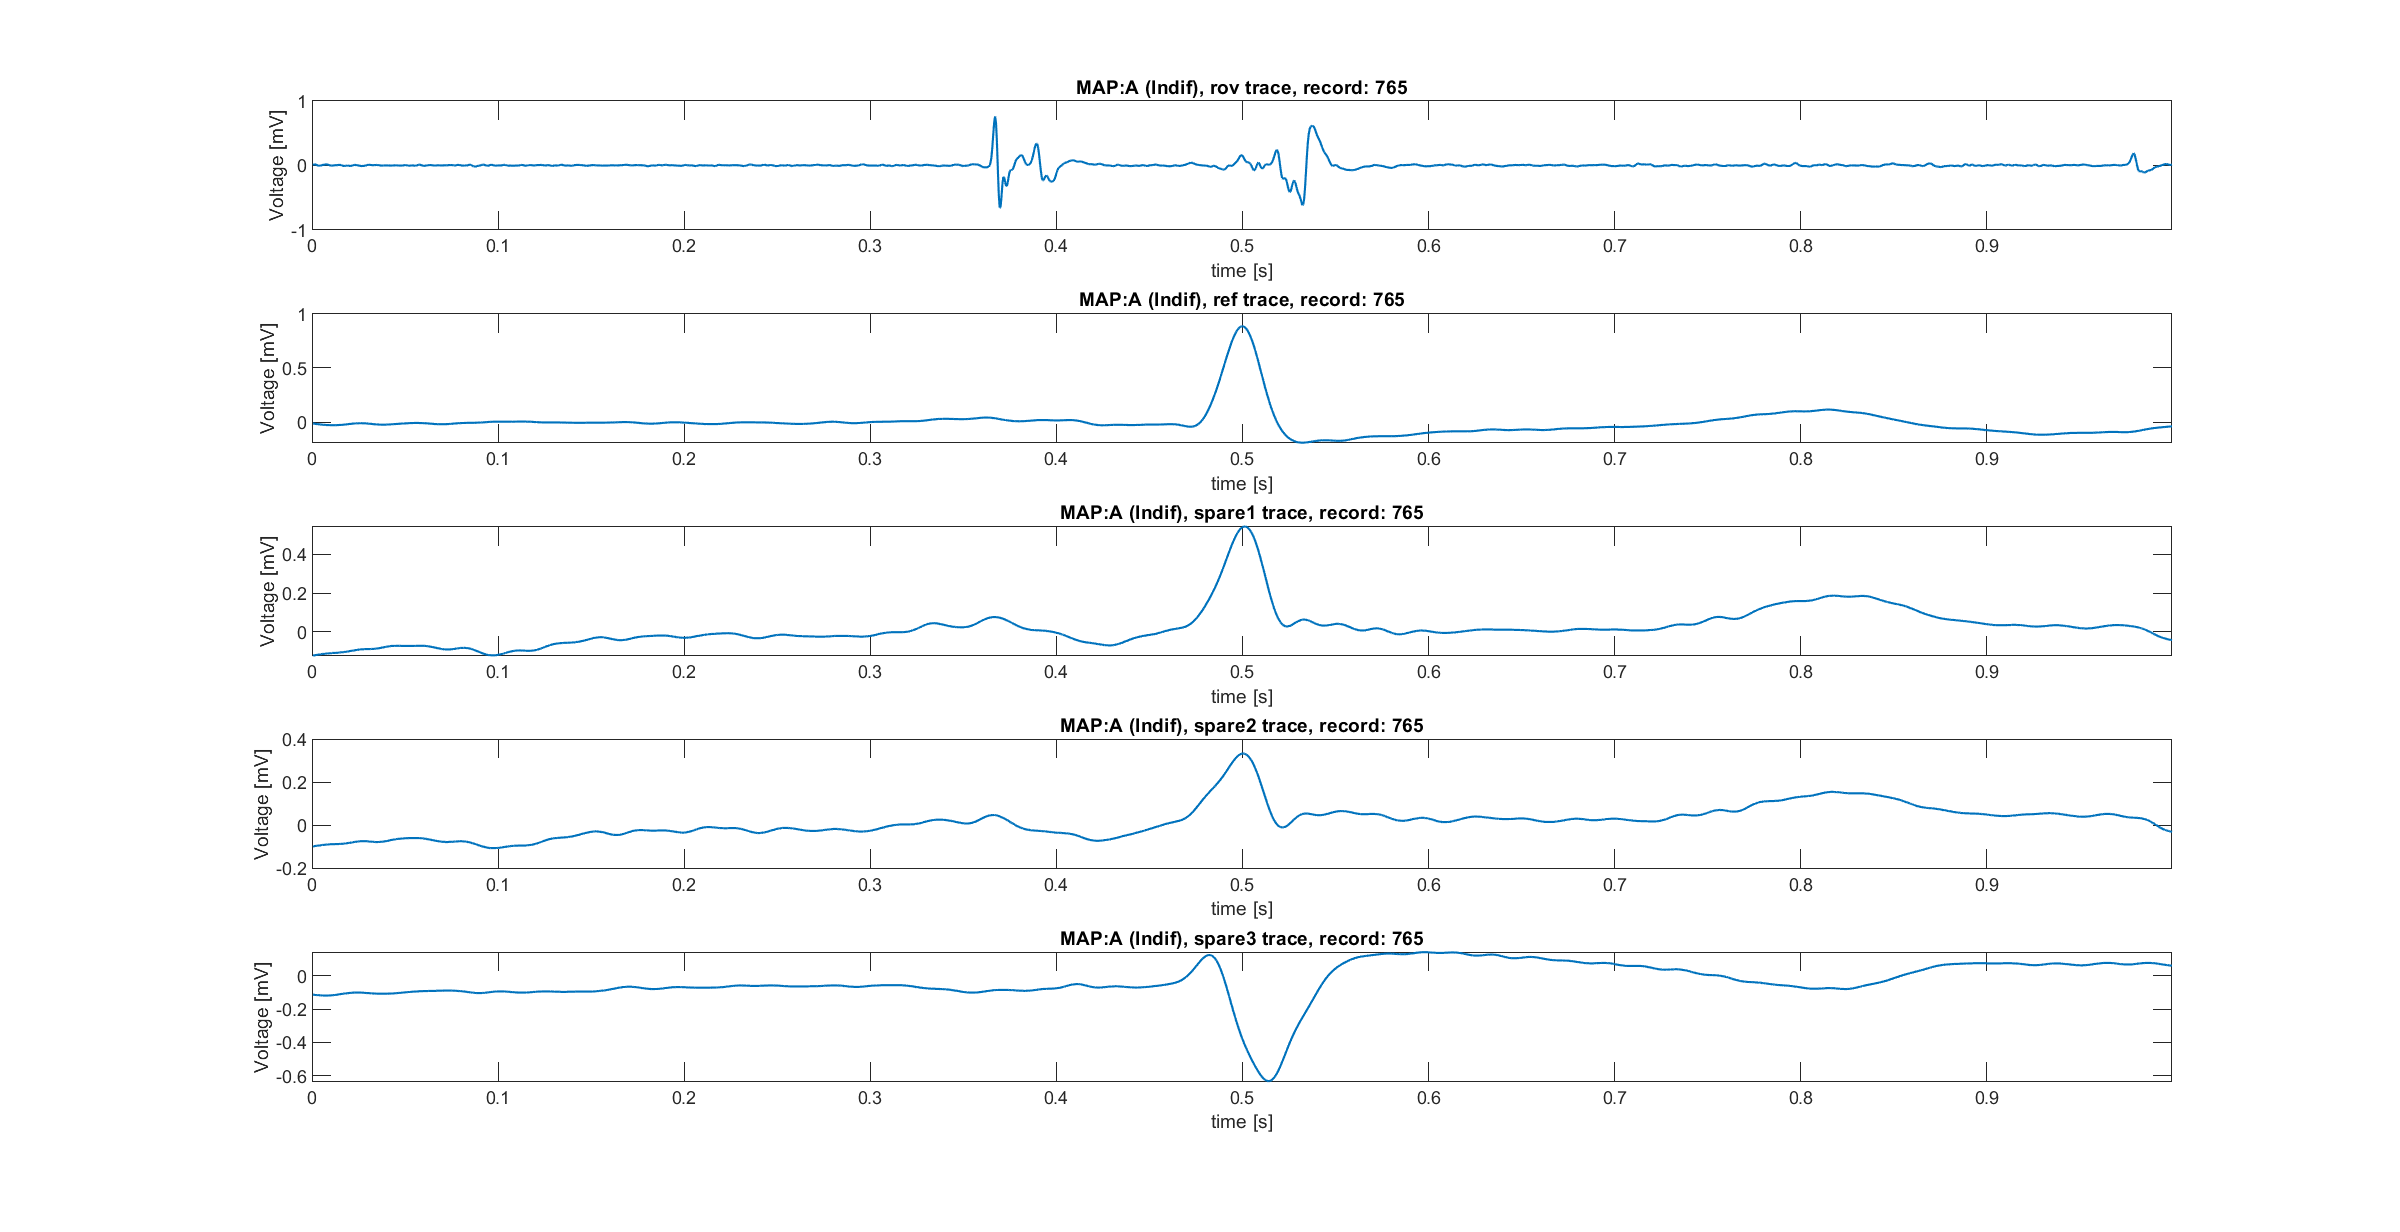 MAP:A (Indif), rov trace, record: 765
Voltage [mV]
1
0
-1
0 0.1 0.2 0.3 0.4 0.5 0.6 0.7 0.8 0.9
time [s]
MAP:A (Indif), ref trace, record: 765
Voltage [mV]
1
0.5
0
0 0.1 0.2 0.3 0.4 0.5 0.6 0.7 0.8 0.9
time [s]
MAP:A (Indif), spare1 trace, record: 765
Voltage [mV]
0.4
0.2
0
0 0.1 0.2 0.3 0.4 0.5 0.6 0.7 0.8 0.9
time [s]
MAP:A (Indif), spare2 trace, record: 765
Voltage [mV]
0.4
0.2
0
-0.2
0 0.1 0.2 0.3 0.4 0.5 0.6 0.7 0.8 0.9
time [s]
MAP:A (Indif), spare3 trace, record: 765
Voltage [mV]
0
-0.2
-0.4
-0.6
0 0.1 0.2 0.3 0.4 0.5 0.6 0.7 0.8 0.9
time [s]